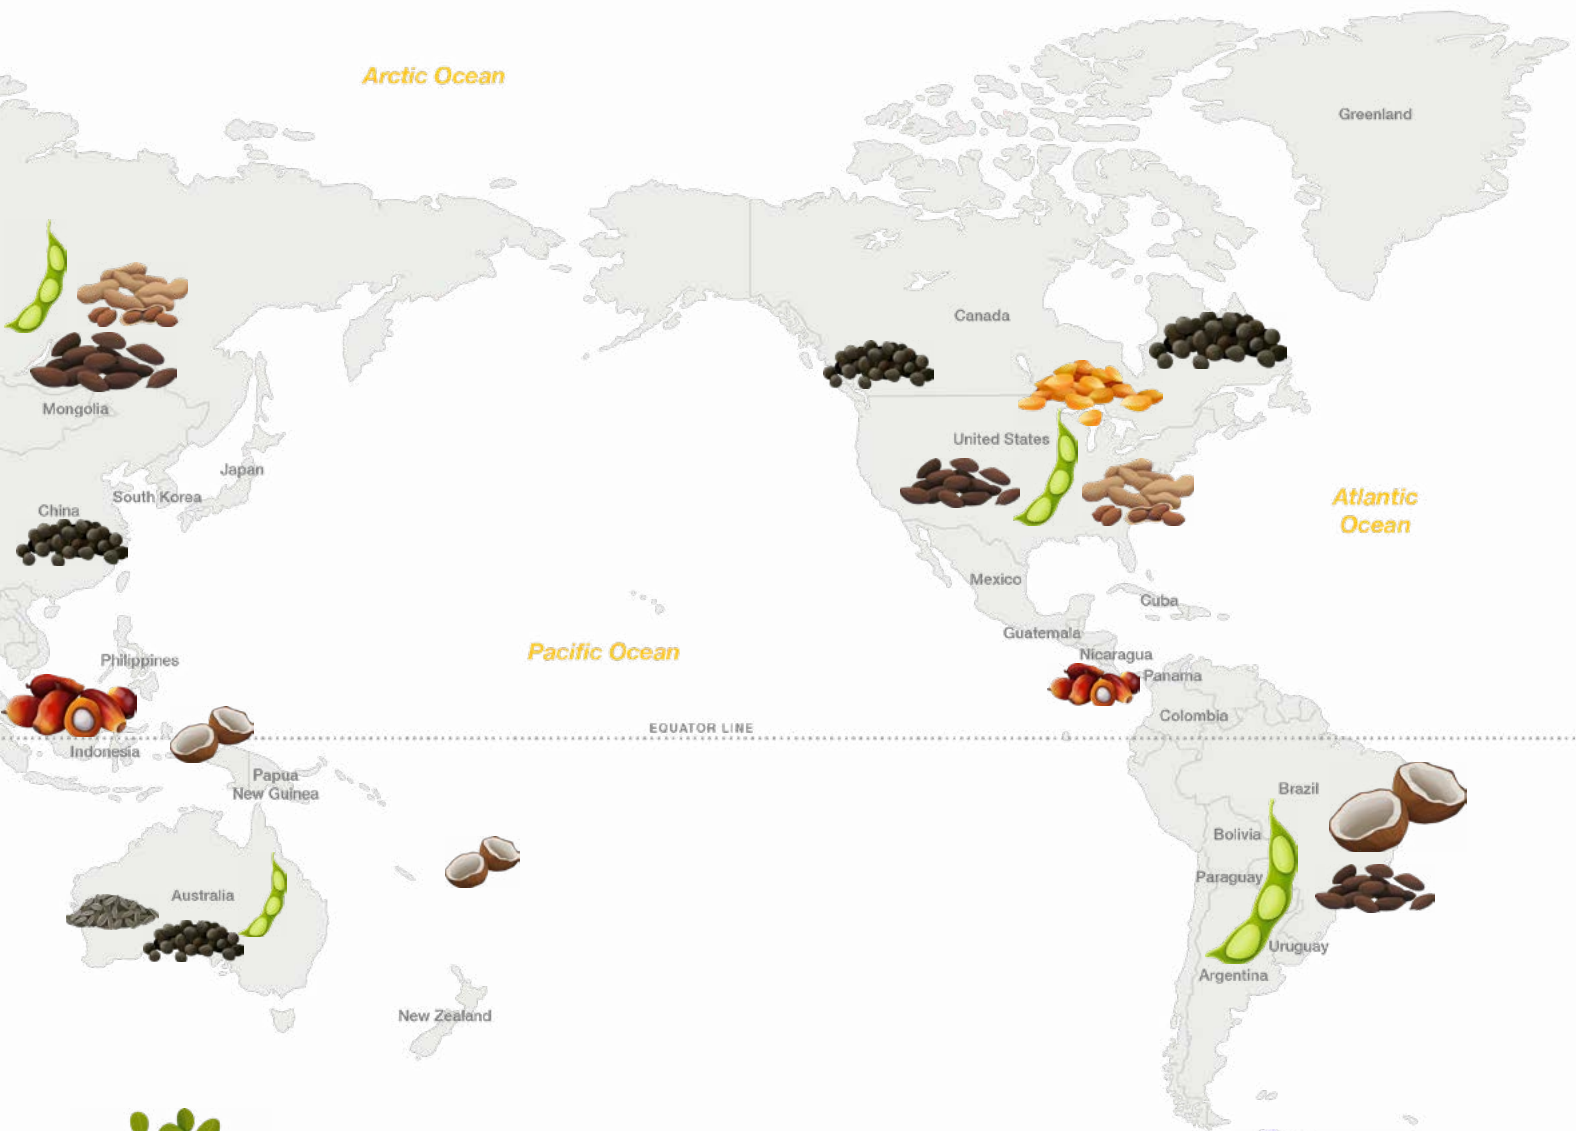 Arctic Ocean
Greenland
Canada
Mongolia
United States
Japan
South Korea
China
Atlantic
Ocean
Mexico
Cuba
Guatemala
Pacific Ocean
Nicaragua
Philippines
Panama
Colombia
EQUATOR LINE
Indonesia
Papua
New Guinea
Brazil
Bolivia
Paraguay
Australia
Uruguay
Argentina
New Zealand